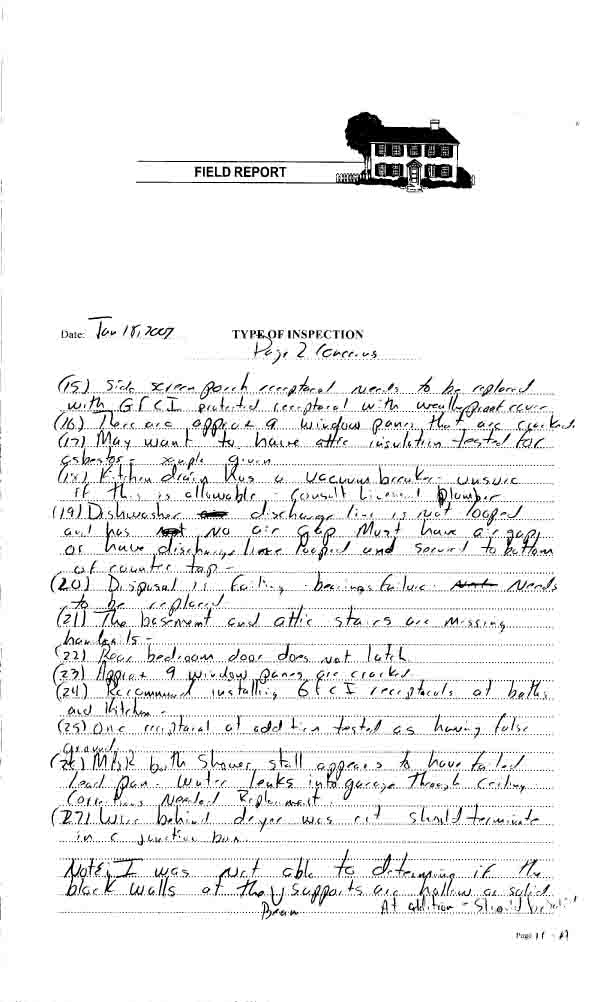 FIELD REPORT
Date: Jan 18, 2007 TYPE OF INSPECTION
Page 2 Concerns
(15) Side screen porch receptoral needs to be replaced
with GFCI protected receptoral with weatherproof cover
(16) There are approx 9 window panes that are cracked.
(17) May want to have attic insulation tested for
asbestos - given
(18) Kitchen drain has a vacuum breaker - unsure
if this is allowable - consult Licensed Plumber
(19) Dishwasher discharge line is not looped
and has no air gap Must have air gap
or have discharge line looped and secured to bottom
of counter top -
(20) Disposal is failing - bearings failure - Needs
to be replaced
(21) The basement and attic stairs are missing
handrails -
(22) Rear bedroom door does not latch
(23) Approx 9 window panes are cracked
(24) Recommend installing GFCI receptorals at baths
and Kitchen -
(25) One receptoral at addition tested as having false
ground
(26) MBR bath shower stall appears to have failed
lead pan - Water leaks into garage through ceiling
Corrections Needed Replacement
(27) Wire behind dryer was cut should terminate
in a junction box
Note; I was not able to determine if the
block walls at the supports are hollow or solid
Beam At addition - Should be solid
Page 11 - 17